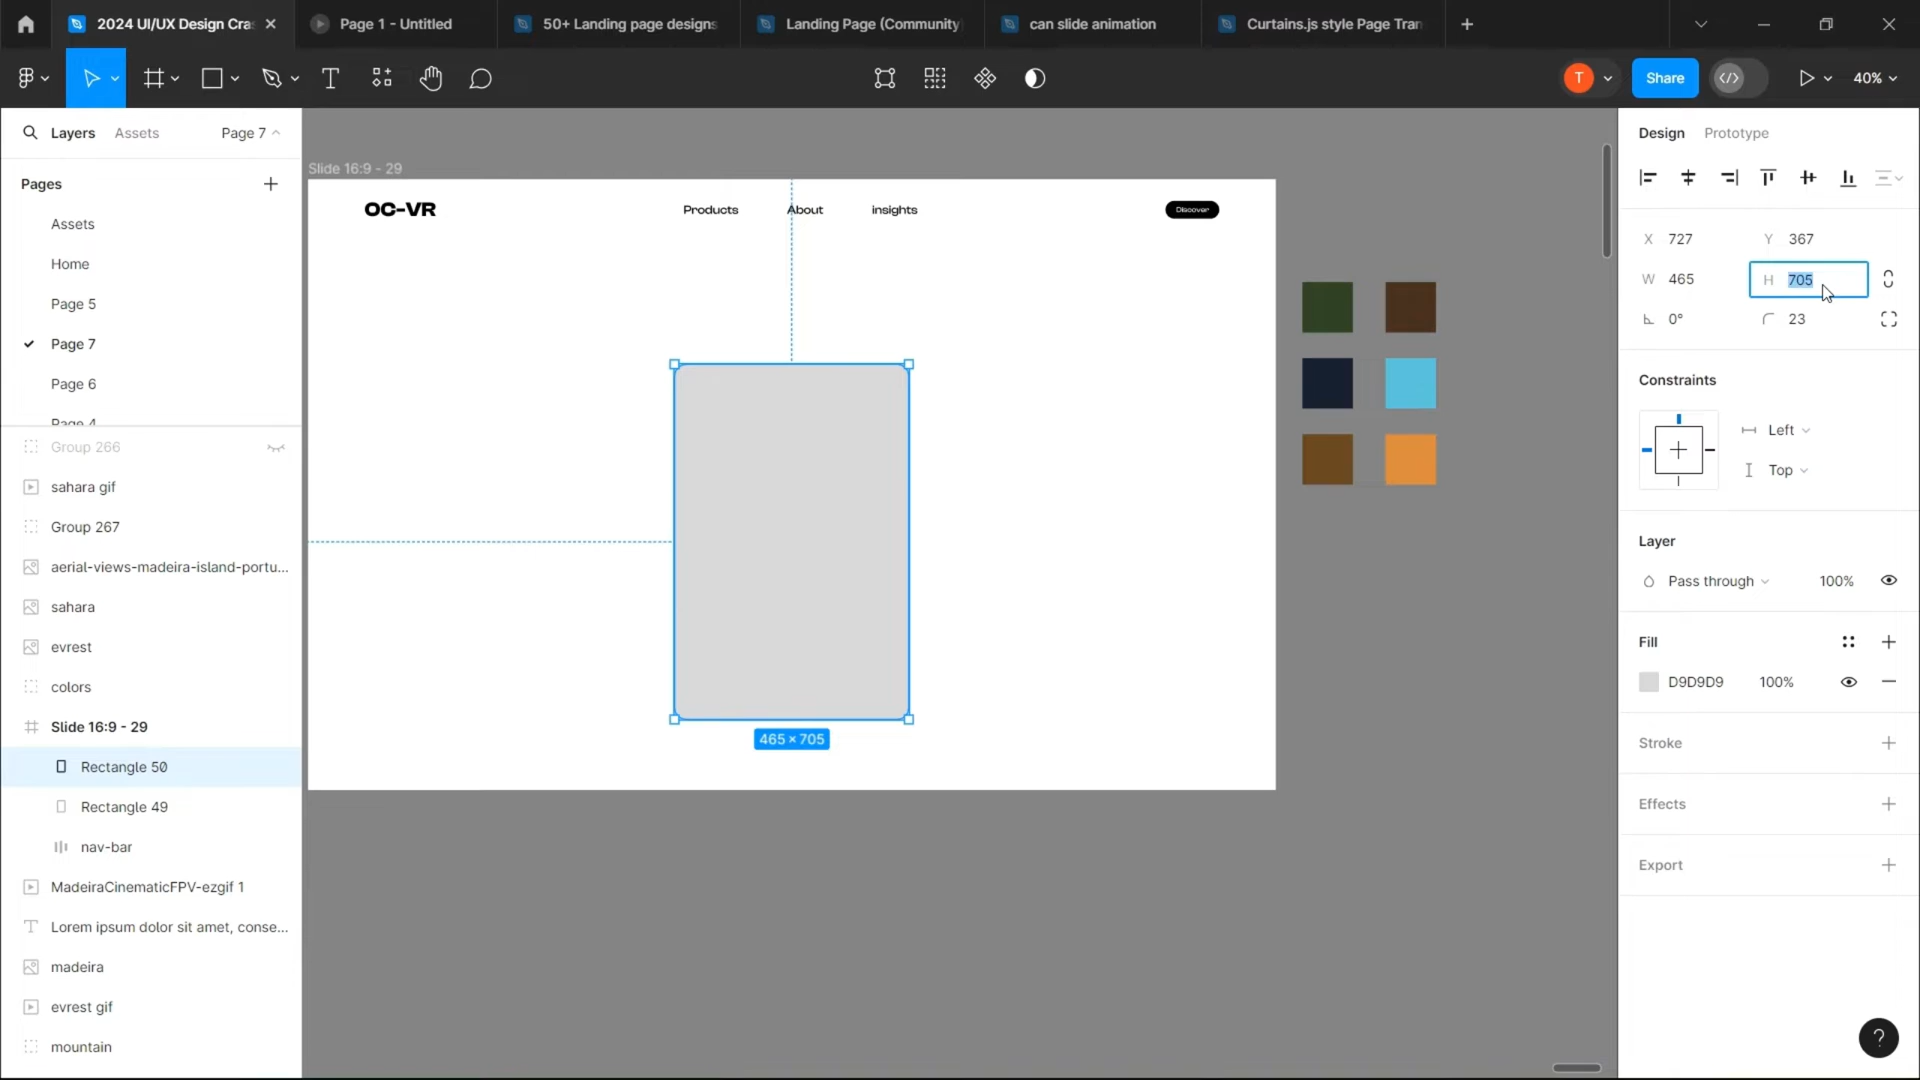 2024 UI/UX Design Cra
Page 1 - Untitled
50+ Landing page designs
Landing Page (Community)
can slide animation
Curtains.js style Page Tran
T
Share
40%
Layers
Assets
Page 7
Pages
Assets
Home
Page 5
Page 7
Page 6
Page 4
Group 266
sahara gif
Group 267
aerial-views-madeira-island-portu...
sahara
evrest
colors
Slide 16:9 - 29
Rectangle 50
Rectangle 49
nav-bar
MadeiraCinematicFPV-ezgif 1
Lorem ipsum dolor sit amet, conse...
madeira
evrest gif
mountain
Slide 16:9 - 29
OC-VR
Products
About
insights
Discover
465 × 705
Design
Prototype
X 727
Y 367
W 465
H 705
0°
23
Constraints
Left
Top
Layer
Pass through
100%
Fill
D9D9D9
100%
Stroke
Effects
Export
?